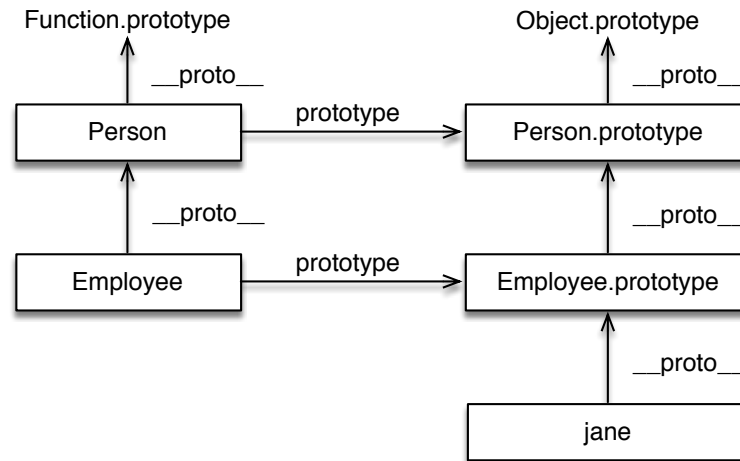 Function.prototype
Object.prototype
__proto__
__proto__
Person
prototype
Person.prototype
__proto__
__proto__
Employee
prototype
Employee.prototype
__proto__
jane